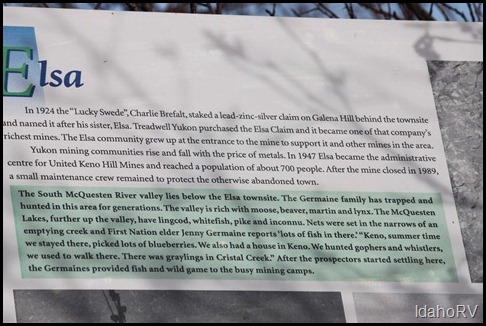 Elsa
In 1924 the "Lucky Swede", Charlie Brefalt, staked a lead-zinc-silver claim on Galena Hill behind the townsite
and named it after his sister, Elsa. Treadwell Yukon purchased the Elsa Claim and it became one of that company's
richest mines. The Elsa community grew up at the entrance to the mine to support it and other mines in the area.
Yukon mining communities rise and fall with the price of metals. In 1947 Elsa became the administrative
centre for United Keno Hill Mines and reached a population of about 700 people. After the mine closed in 1989,
a small maintenance crew remained to protect the otherwise abandoned town.
The South McQuesten River valley lies below the Elsa townsite. The Germaine family has trapped and
hunted in this area for generations. The valley is rich with moose, beaver, martin and lynx. The McQuesten
Lakes, further up the valley, have lingcod, whitefish, pike and inconnu. Nets were set in the narrows of an
emptying creek and First Nation elder Jenny Germaine reports 'lots of fish in there.' "Keno, summer time
we stayed there, picked lots of blueberries. We also had a house in Keno. We hunted gophers and whistlers,
we used to walk there. There was graylings in Cristal Creek." After the prospectors started settling here,
the Germaines provided fish and wild game to the busy mining camps.
IdahoRV